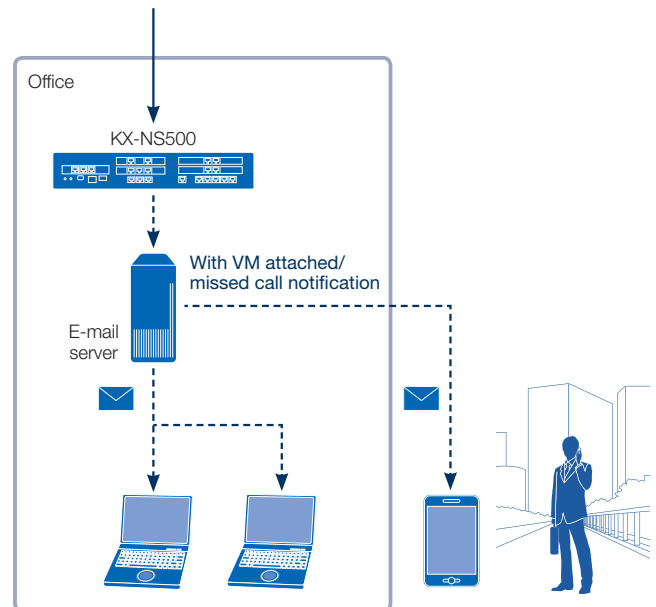 Office
KX-NS500
With VM attached/
missed call notification
E-mail
server